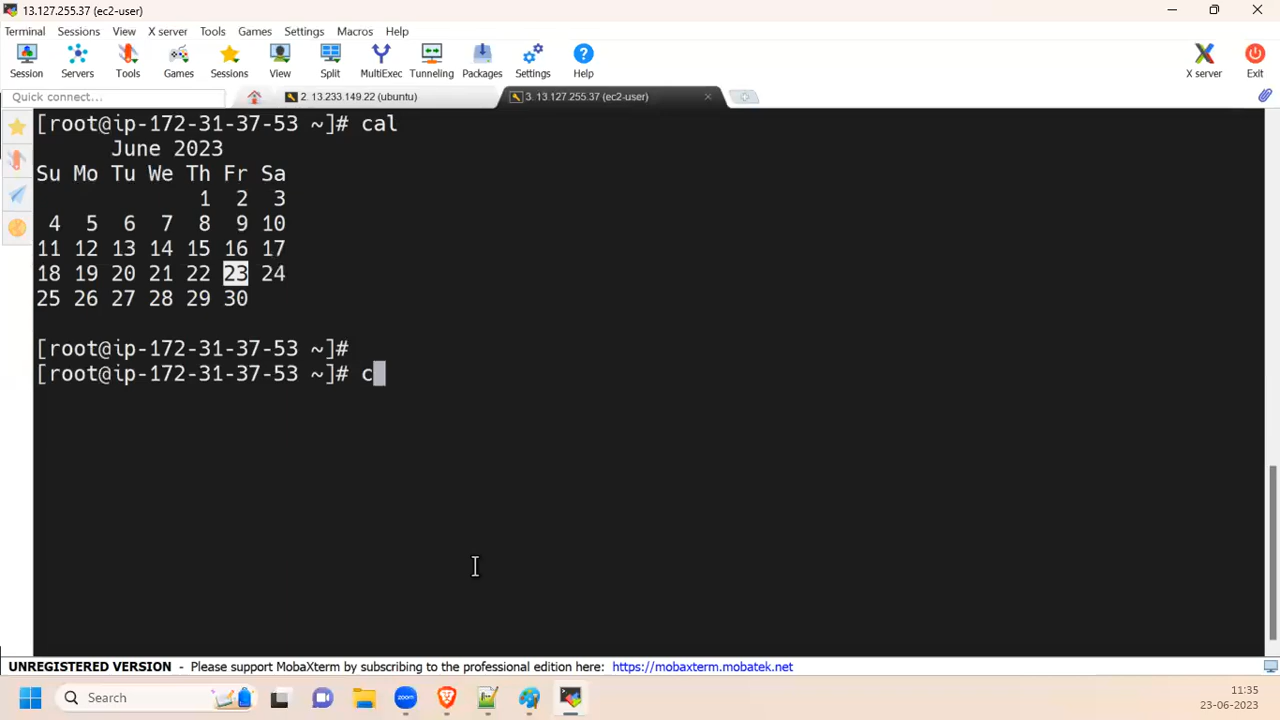 13.127.255.37 (ec2-user)
Terminal Sessions View X server Tools Games Settings Macros Help
Session Servers Tools Games Sessions View Split MultiExec Tunneling Packages Settings Help X server Exit
Quick connect... 2. 13.233.149.22 (ubuntu) 3. 13.127.255.37 (ec2-user)
[root@ip-172-31-37-53 ~]# cal
June 2023
Su Mo Tu We Th Fr Sa
1 2 3
4 5 6 7 8 9 10
11 12 13 14 15 16 17
18 19 20 21 22 23 24
25 26 27 28 29 30
[root@ip-172-31-37-53 ~]#
[root@ip-172-31-37-53 ~]# c
UNREGISTERED VERSION - Please support MobaXterm by subscribing to the professional edition here: https://mobaxterm.mobatek.net
Search zoom 11:35
23-06-2023